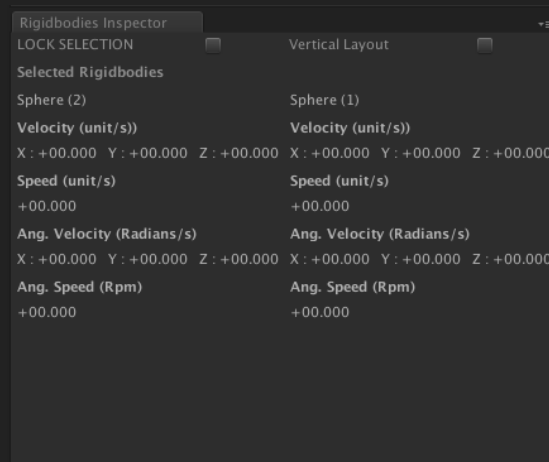 Rigidbodies Inspector
LOCK SELECTION Vertical Layout
Selected Rigidbodies
Sphere (2) Sphere (1)
Velocity (unit/s)) Velocity (unit/s))
X : +00.000 Y : +00.000 Z : +00.000 X : +00.000 Y : +00.000 Z : +00.000
Speed (unit/s) Speed (unit/s)
+00.000 +00.000
Ang. Velocity (Radians/s) Ang. Velocity (Radians/s)
X : +00.000 Y : +00.000 Z : +00.000 X : +00.000 Y : +00.000 Z : +00.000
Ang. Speed (Rpm) Ang. Speed (Rpm)
+00.000 +00.000